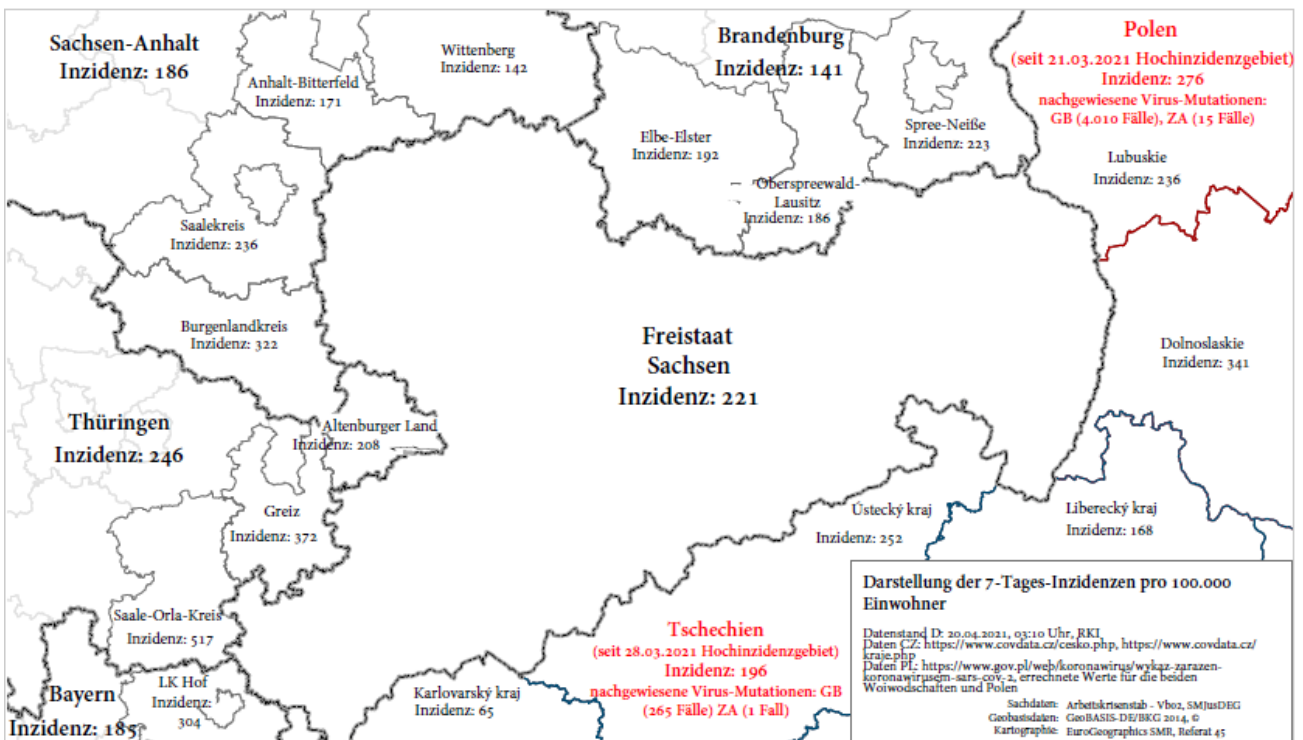 Sachsen-Anhalt
Inzidenz: 186
Anhalt-Bitterfeld
Inzidenz: 171
Wittenberg
Inzidenz: 142
Brandenburg
Inzidenz: 141
Polen
(seit 21.03.2021 Hochinzidenzgebiet)
Inzidenz: 276
nachgewiesene Virus-Mutationen:
GB (4.010 Fälle), ZA (15 Fälle)
Elbe-Elster
Inzidenz: 192
Spree-Neiße
Inzidenz: 223
Lubuskie
Inzidenz: 236
Oberspreewald-
Lausitz
Inzidenz: 186
Saalekreis
Inzidenz: 236
Burgenlandkreis
Inzidenz: 322
Freistaat
Sachsen
Inzidenz: 221
Dolnoslaskie
Inzidenz: 341
Thüringen
Inzidenz: 246
Altenburger Land
Inzidenz: 208
Greiz
Inzidenz: 372
Ústecký kraj
Inzidenz: 252
Liberecký kraj
Inzidenz: 168
Saale-Orla-Kreis
Inzidenz: 517
Tschechien
(seit 28.03.2021 Hochinzidenzgebiet)
Inzidenz: 196
nachgewiesene Virus-Mutationen: GB
(265 Fälle) ZA (1 Fall)
Bayern
Inzidenz: 185
LK Hof
Inzidenz:
304
Karlovarský kraj
Inzidenz: 65
Darstellung der 7-Tages-Inzidenzen pro 100.000
Einwohner
Datenstand D: 20.04.2021, 03:10 Uhr, RKI
Daten CZ: https://www.covdata.cz/cesko.php, https://www.covdata.cz/
kraje.php
Daten PL: https://www.gov.pl/web/koronawirus/wykaz-zarazen-
koronawirusem-sars-cov-2, errechnete Werte für die beiden
Woiwodschaften und Polen
Sachdaten: Arbeitskrisenstab - Vb02, SMJusDEG
Geobasisdaten: GeoBASIS-DE/BKG 2014, ©
Kartographie: EuroGeographics SMR, Referat 45